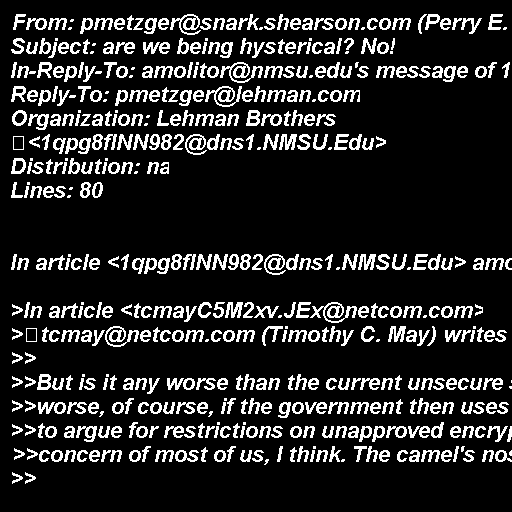 From: pmetzger@snark.shearson.com (Perry E.
Subject: are we being hysterical? No!
In-Reply-To: amolitor@nmsu.edu's message of 1
Reply-To: pmetzger@lehman.com
Organization: Lehman Brothers
<1qpg8fINN982@dns1.NMSU.Edu>
Distribution: na
Lines: 80
In article <1qpg8fINN982@dns1.NMSU.Edu> amo
>In article <tcmayC5M2xv.JEx@netcom.com>
>tcmay@netcom.com (Timothy C. May) writes
>>
>>But is it any worse than the current unsecure s
>>worse, of course, if the government then uses
>>to argue for restrictions on unapproved encryp
>>concern of most of us, I think. The camel's nos
>>